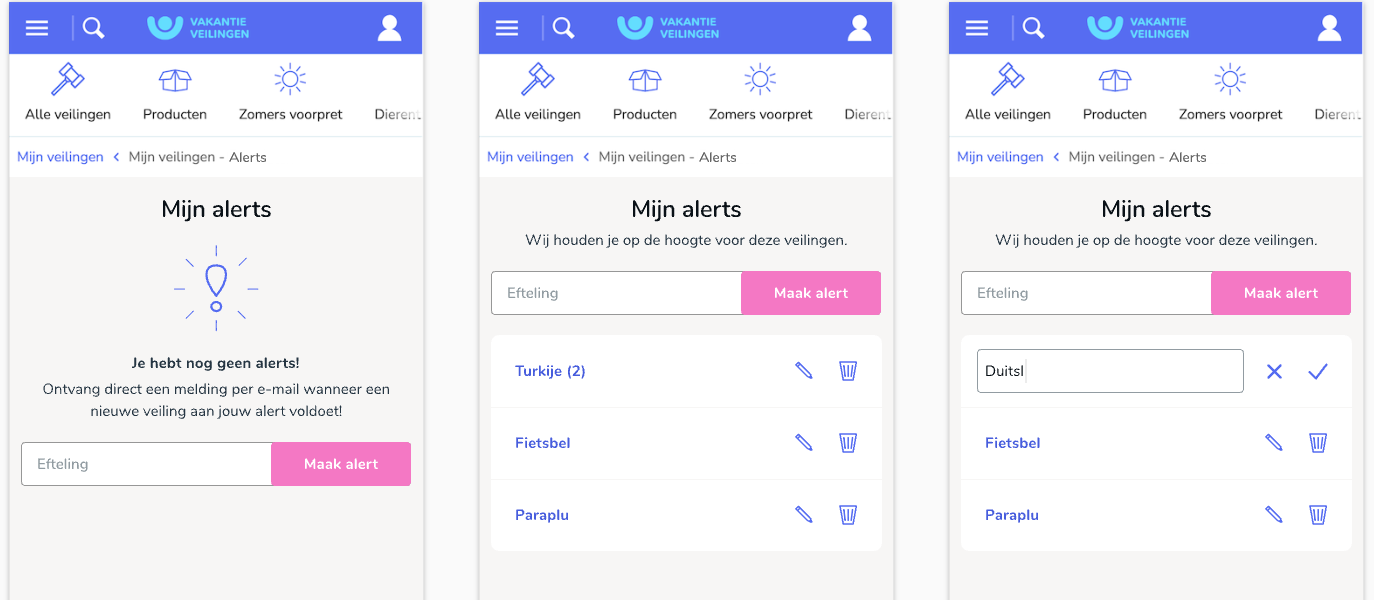 VAKANTIE
VEILINGEN
Alle veilingen
Producten
Zomers voorpret
Dierent
Mijn veilingen
Mijn veilingen - Alerts
Mijn alerts
Je hebt nog geen alerts!
Ontvang direct een melding per e-mail wanneer een
nieuwe veiling aan jouw alert voldoet!
Efteling
Maak alert
VAKANTIE
VEILINGEN
Alle veilingen
Producten
Zomers voorpret
Dierent
Mijn veilingen
Mijn veilingen - Alerts
Mijn alerts
Wij houden je op de hoogte voor deze veilingen.
Efteling
Maak alert
Turkije (2)
Fietsbel
Paraplu
VAKANTIE
VEILINGEN
Alle veilingen
Producten
Zomers voorpret
Dierent
Mijn veilingen
Mijn veilingen - Alerts
Mijn alerts
Wij houden je op de hoogte voor deze veilingen.
Efteling
Maak alert
Duitsl
Fietsbel
Paraplu